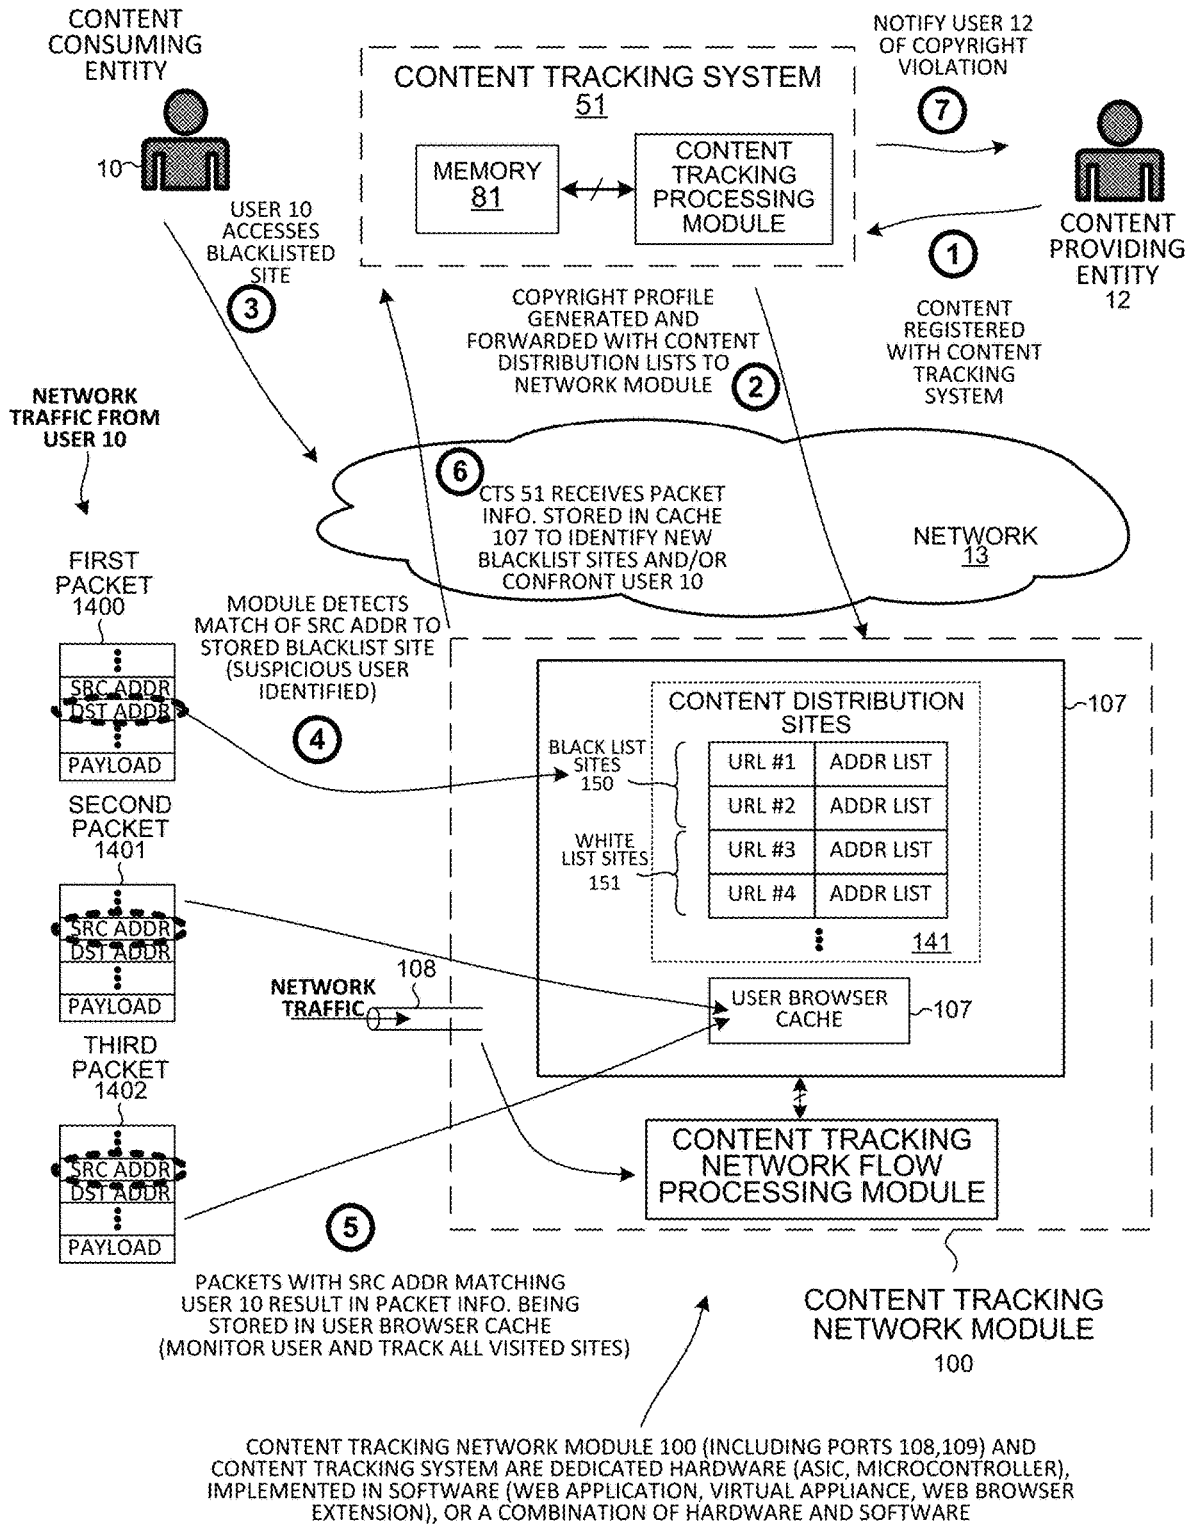 CONTENT
CONSUMING
ENTITY
10
CONTENT TRACKING SYSTEM
51
MEMORY
81
CONTENT
TRACKING
PROCESSING
MODULE
NOTIFY USER 12
OF COPYRIGHT
VIOLATION
7
CONTENT
PROVIDING
ENTITY
12
1
CONTENT
REGISTERED
WITH CONTENT
TRACKING
SYSTEM
USER 10
ACCESSES
BLACKLISTED
SITE
3
COPYRIGHT PROFILE
GENERATED AND
FORWARDED WITH CONTENT
DISTRIBUTION LISTS TO
NETWORK MODULE
2
NETWORK
TRAFFIC FROM
USER 10
6
CTS 51 RECEIVES PACKET
INFO. STORED IN CACHE
107 TO IDENTIFY NEW
BLACKLIST SITES AND/OR
CONFRONT USER 10
NETWORK
13
FIRST
PACKET
1400
SRC ADDR
DST ADDR
PAYLOAD
MODULE DETECTS
MATCH OF SRC ADDR TO
STORED BLACKLIST SITE
(SUSPICIOUS USER
IDENTIFIED)
4
CONTENT DISTRIBUTION
SITES
107
BLACK LIST
SITES
150
URL #1 ADDR LIST
URL #2 ADDR LIST
WHITE
LIST SITES
151
URL #3 ADDR LIST
URL #4 ADDR LIST
141
SECOND
PACKET
1401
SRC ADDR
DST ADDR
PAYLOAD
NETWORK
TRAFFIC
108
USER BROWSER
CACHE
107
THIRD
PACKET
1402
SRC ADDR
DST ADDR
PAYLOAD
CONTENT TRACKING
NETWORK FLOW
PROCESSING MODULE
5
PACKETS WITH SRC ADDR MATCHING
USER 10 RESULT IN PACKET INFO. BEING
STORED IN USER BROWSER CACHE
(MONITOR USER AND TRACK ALL VISITED SITES)
CONTENT TRACKING
NETWORK MODULE
100
CONTENT TRACKING NETWORK MODULE 100 (INCLUDING PORTS 108,109) AND
CONTENT TRACKING SYSTEM ARE DEDICATED HARDWARE (ASIC, MICROCONTROLLER),
IMPLEMENTED IN SOFTWARE (WEB APPLICATION, VIRTUAL APPLIANCE, WEB BROWSER
EXTENSION), OR A COMBINATION OF HARDWARE AND SOFTWARE